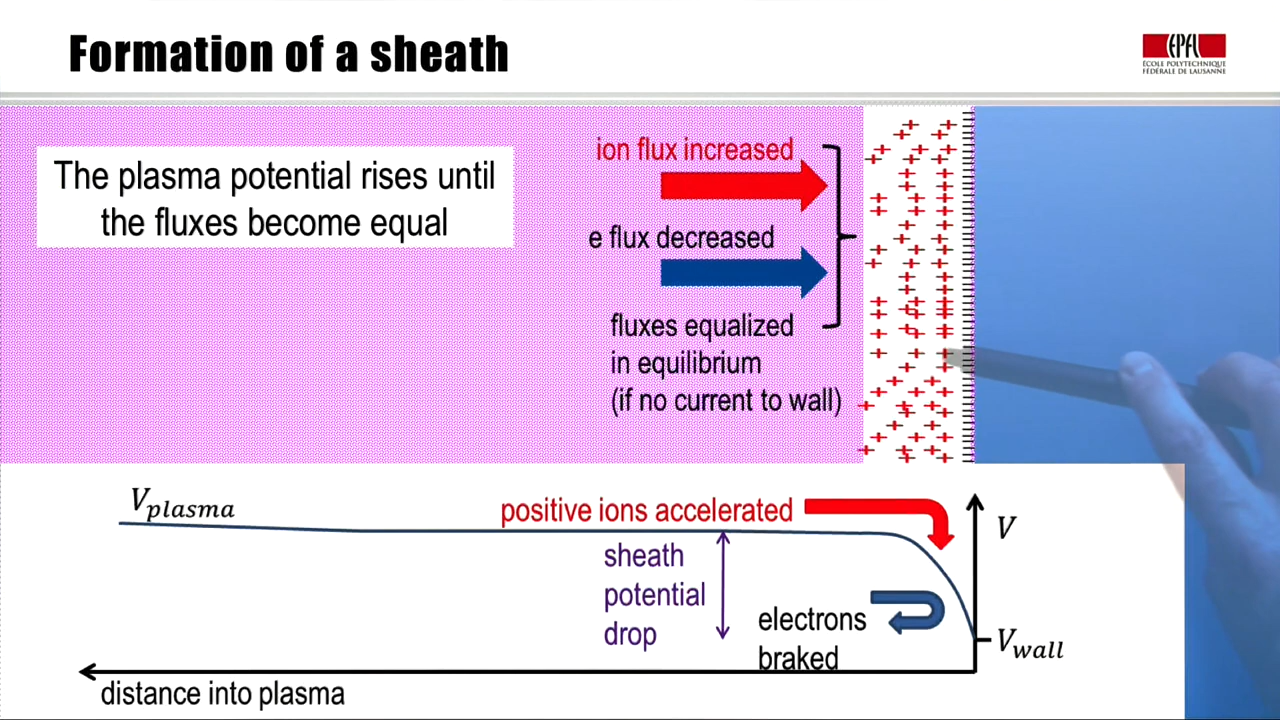 Formation of a sheath
EPFL
ÉCOLE POLYTECHNIQUE
FÉDÉRALE DE LAUSANNE
The plasma potential rises until
the fluxes become equal
ion flux increased
e flux decreased
fluxes equalized
in equilibrium
(if no current to wall)
Vplasma
positive ions accelerated
V
sheath
potential
drop
electrons
braked
Vwall
distance into plasma